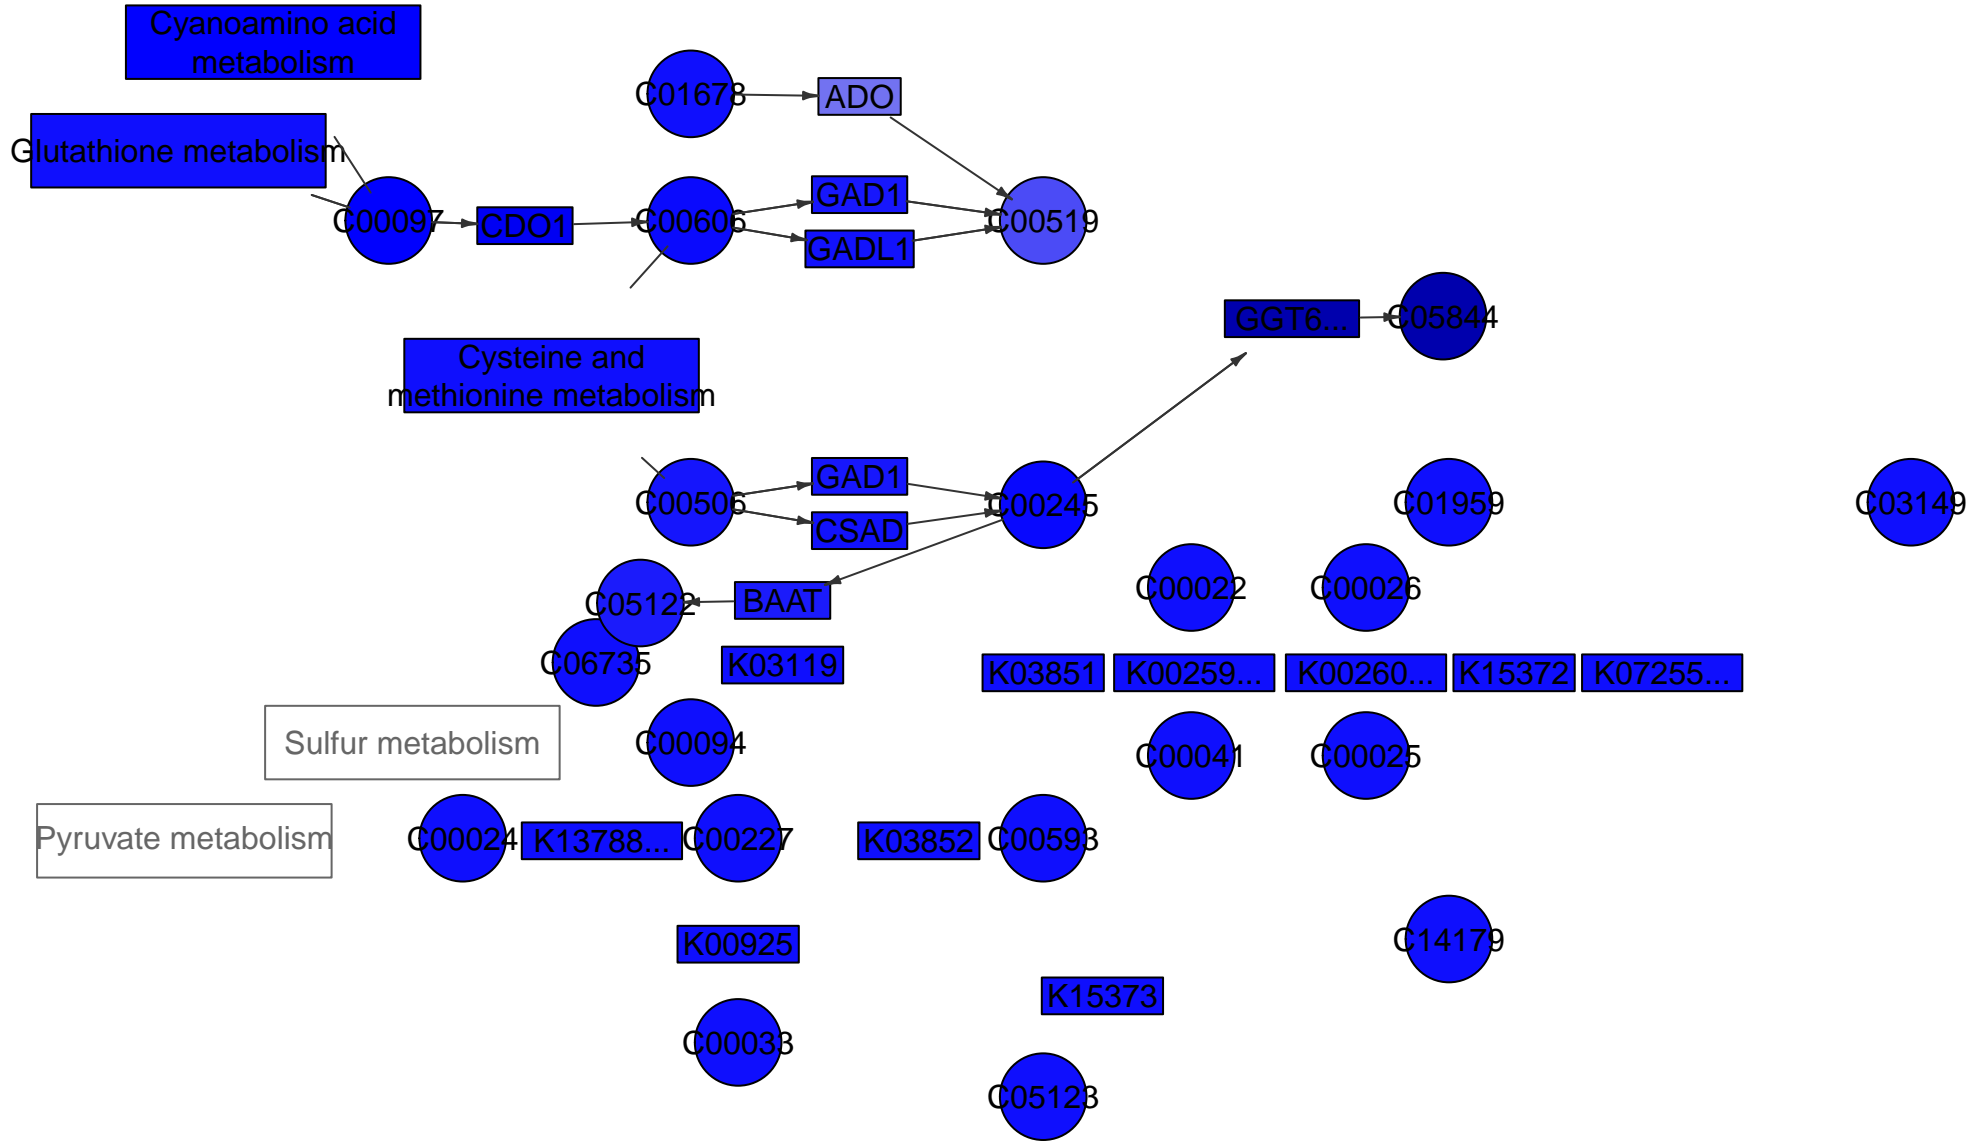 Cyanoamino acid
metabolism
C01678
ADO
Glutathione metabolism
GAD1
C00097
CDO1
C00606
C00519
GADL1
GGT6...
C05844
Cysteine and
methionine metabolism
GAD1
C00506
C00245
C01959
C03149
CSAD
C05122
BAAT
C00022
C00026
C06735
K03119
K03851
K00259...
K00260...
K15372
K07255...
Sulfur metabolism
C00094
C00041
C00025
Pyruvate metabolism
C00024
K13788...
C00227
K03852
C00593
K00925
C14179
K15373
C00033
C05123